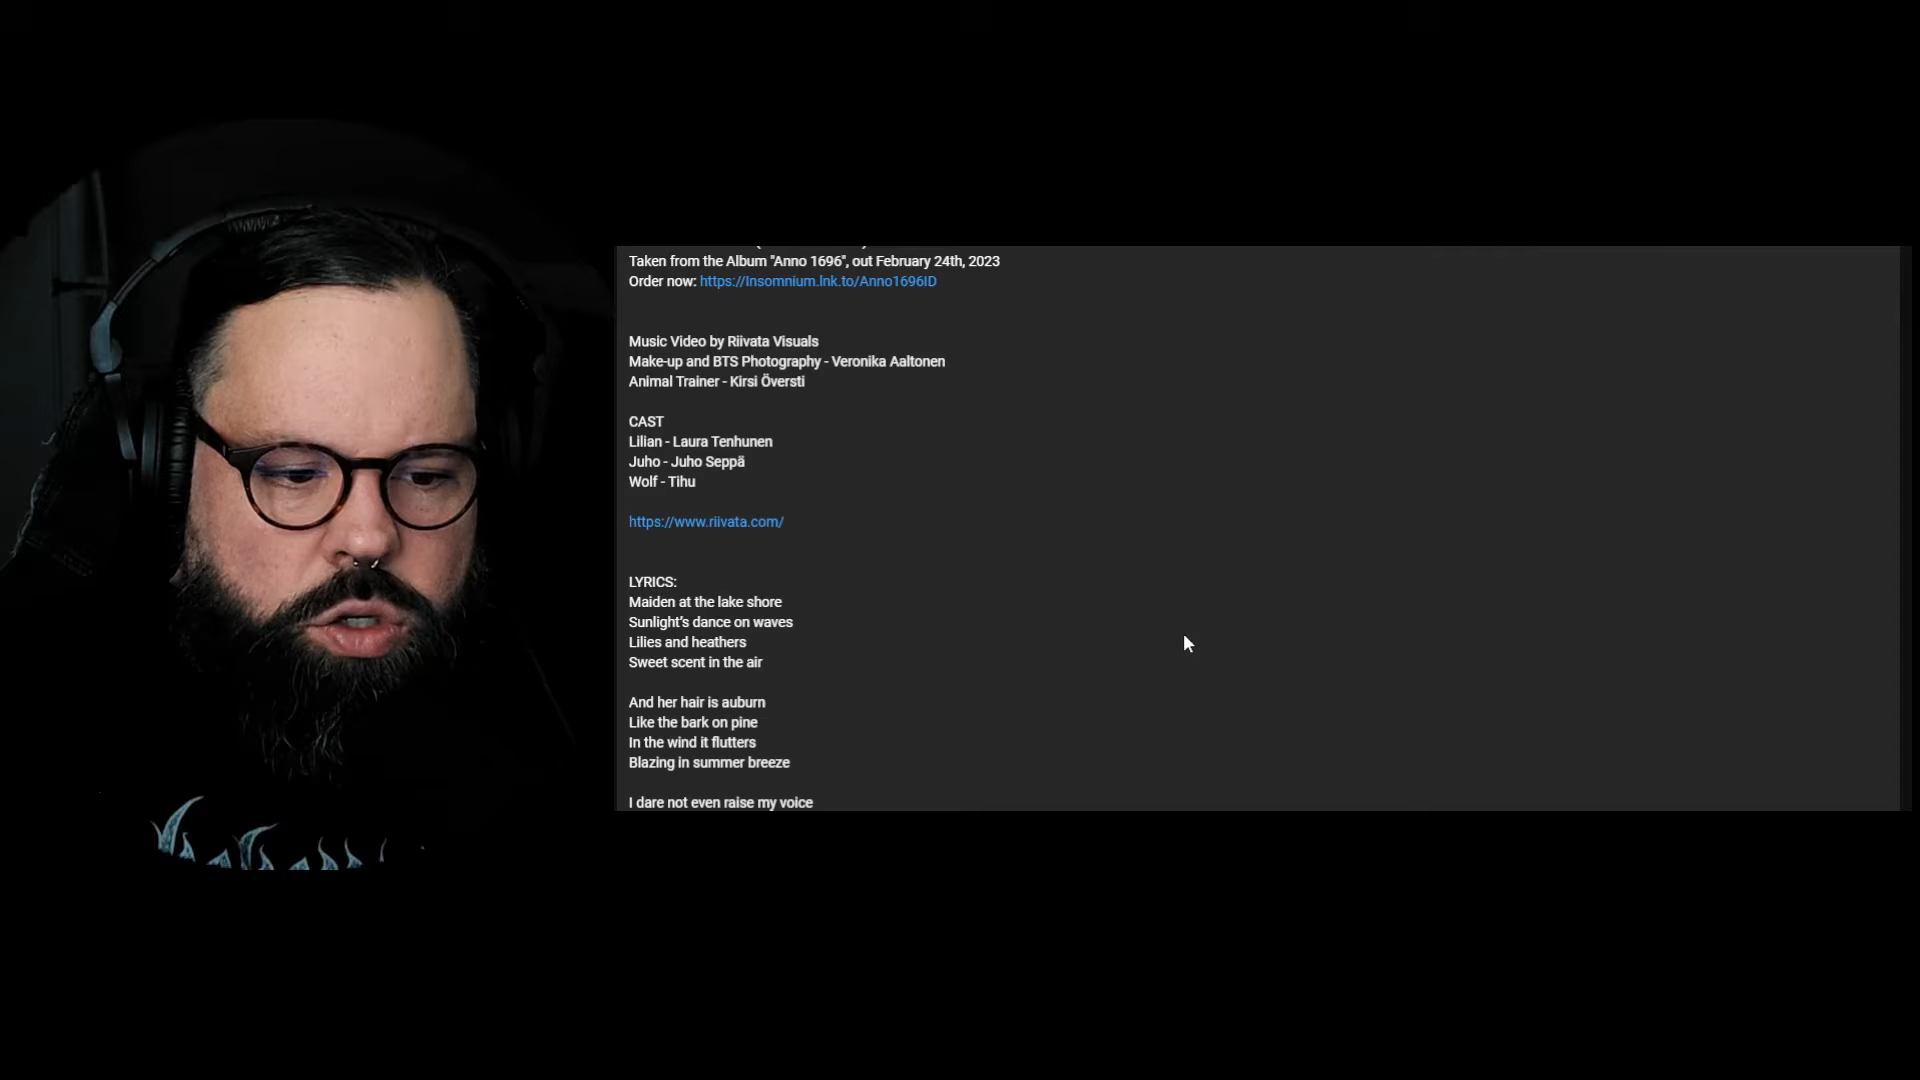 Taken from the Album "Anno 1696", out February 24th, 2023
Order now: https://Insomnium.lnk.to/Anno1696ID
Music Video by Riivata Visuals
Make-up and BTS Photography - Veronika Aaltonen
Animal Trainer - Kirsi Översti
CAST
Lilian - Laura Tenhunen
Juho - Juho Seppä
Wolf - Tihu
https://www.riivata.com/
LYRICS:
Maiden at the lake shore
Sunlight's dance on waves
Lilies and heathers
Sweet scent in the air
And her hair is auburn
Like the bark on pine
In the wind it flutters
Blazing in summer breeze
I dare not even raise my voice